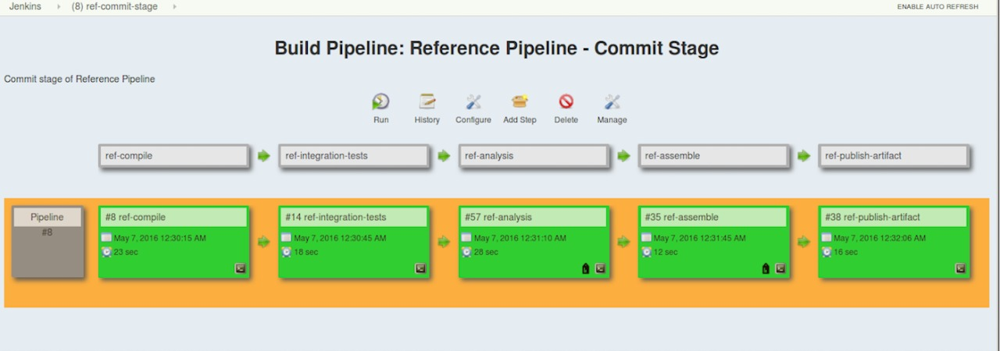 Jenkins (8) ref-commit-stage ENABLE AUTO REFRESH
Build Pipeline: Reference Pipeline - Commit Stage
Commit stage of Reference Pipeline
Run History Configure Add Step Delete Manage
ref-compile ref-integration-tests ref-analysis ref-assemble ref-publish-artifact
Pipeline #8 ref-compile #14 ref-integration-tests #57 ref-analysis #35 ref-assemble #38 ref-publish-artifact
#8
May 7, 2016 12:30:15 AM May 7, 2016 12:30:45 AM May 7, 2016 12:31:10 AM May 7, 2016 12:31:45 AM May 7, 2016 12:32:06 AM
23 sec 18 sec 28 sec 12 sec 16 sec